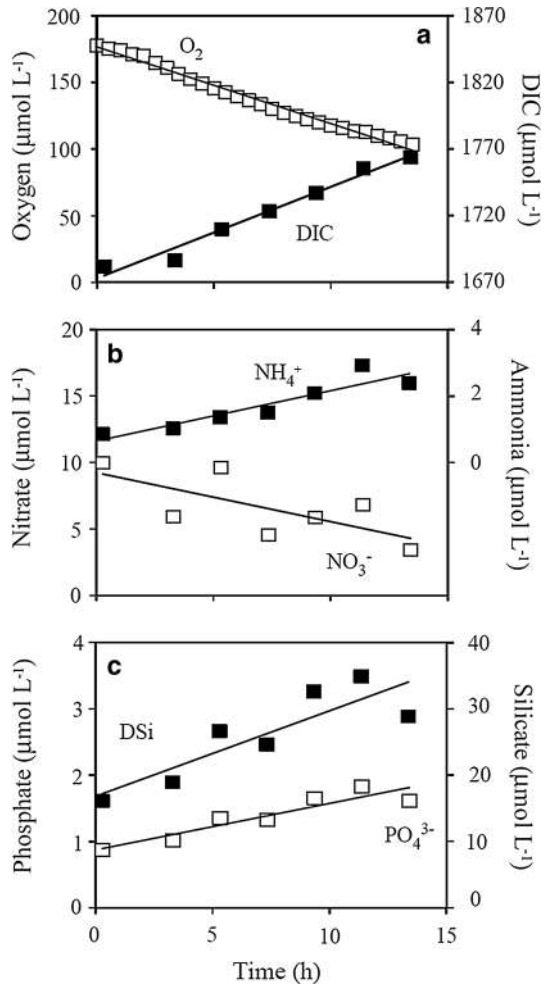 200
150
100
50
0
Oxygen (µmol L⁻¹)
O₂
a
DIC
1870
1820
1770
1720
1670
DIC (µmol L⁻¹)
20
15
10
5
0
Nitrate (µmol L⁻¹)
b
NH₄⁺
NO₃⁻
4
2
0
Ammonia (µmol L⁻¹)
4
3
2
1
0
Phosphate (µmol L⁻¹)
c
DSi
PO₄³⁻
40
30
20
10
0
Silicate (µmol L⁻¹)
0 5 10 15
Time (h)